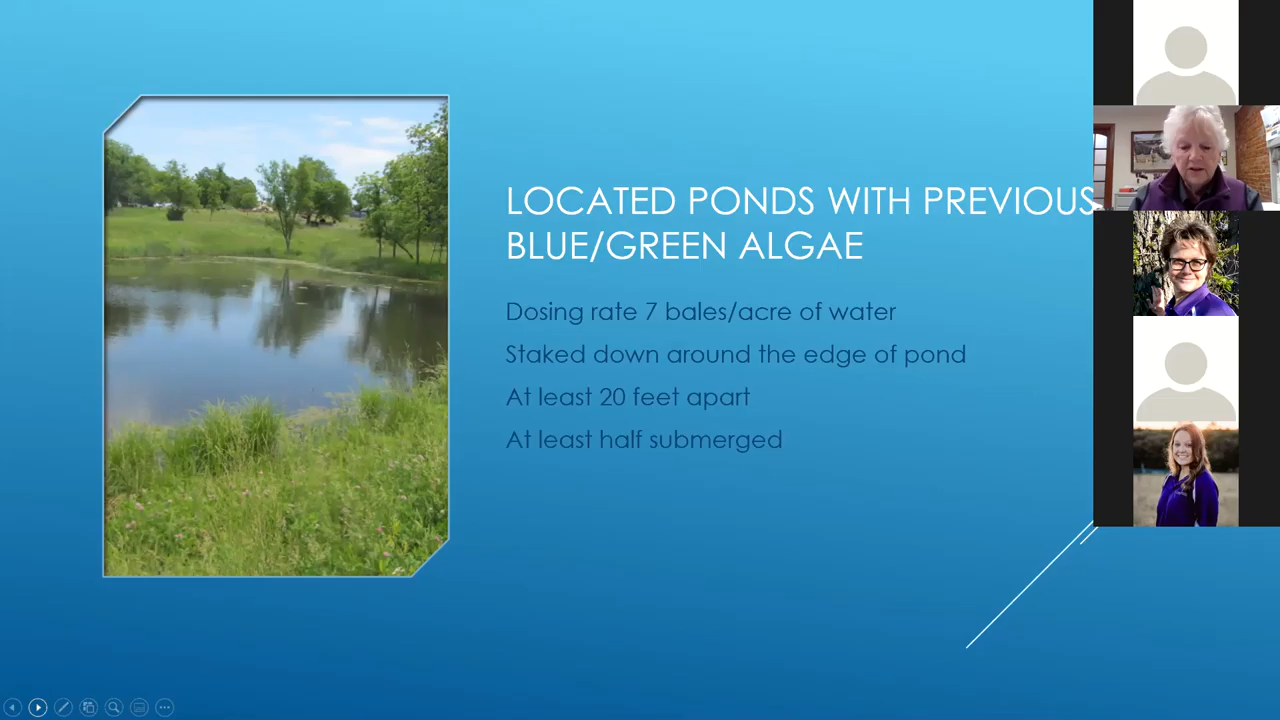 LOCATED PONDS WITH PREVIOUS
BLUE/GREEN ALGAE
Dosing rate 7 bales/acre of water
Staked down around the edge of pond
At least 20 feet apart
At least half submerged